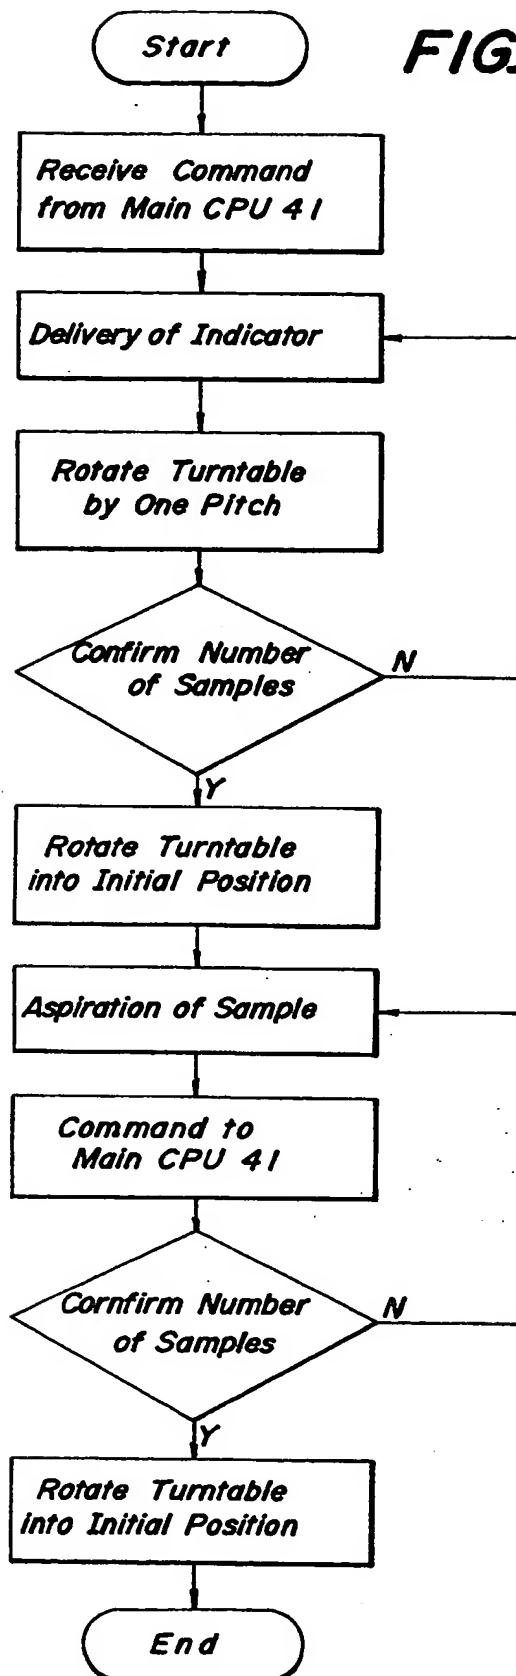 Start
FIG.
Receive Command
from Main CPU 41
Delivery of Indicator
Rotate Turntable
by One Pitch
Confirm Number
of Samples
N
Y
Rotate Turntable
into Initial Position
Aspiration of Sample
Command to
Main CPU 41
Cornfirm Number
of Samples
N
Y
Rotate Turntable
into Initial Position
End